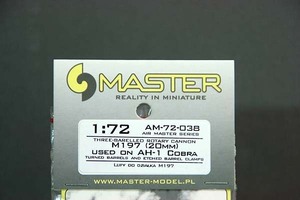 MASTER
REALITY IN MINIATURE
1:72 AM-72-038
AIR MASTER SERIES
THREE-BARRELLED ROTARY CANNON
M197 (20MM)
USED ON AH-1 COBRA
TURNED BARRELS AND ETCHED BARREL CLAMPS
LUFY DO DZIAŁKA M197
WWW.MASTER-MODEL.PL